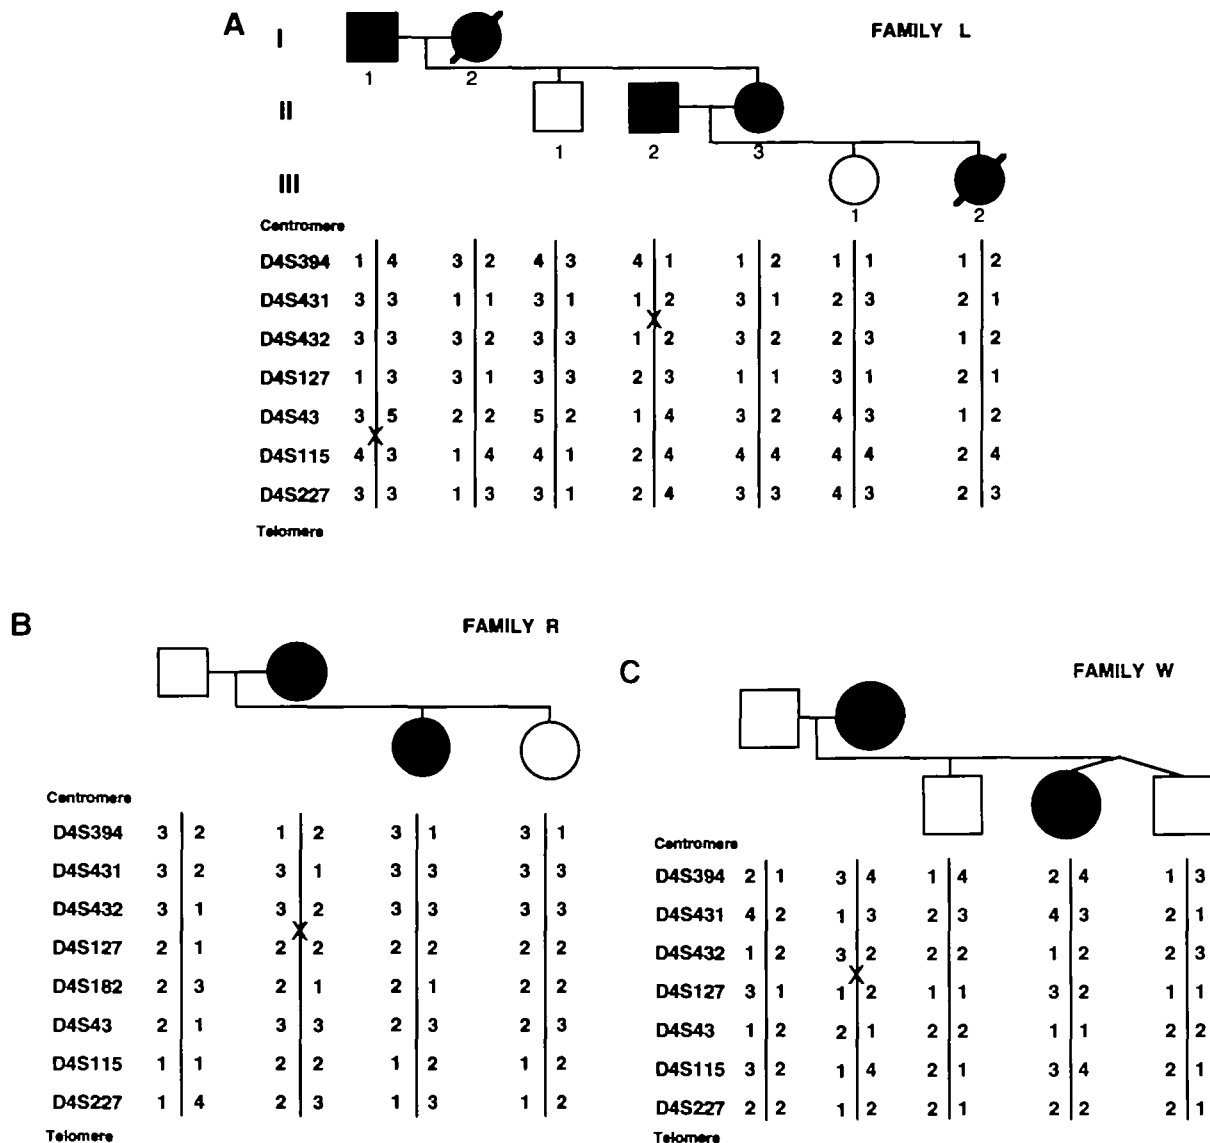 A I FAMILY L
1 2
II
1 2 3
III
1 2
Centromere
D4S394 1 4 3 2 4 3 4 1 1 2 1 1 1 2
D4S431 3 3 1 1 3 1 1 2 3 1 2 3 2 1
X
D4S432 3 3 3 2 3 3 1 2 3 2 2 3 1 2
D4S127 1 3 3 1 3 3 2 3 1 1 3 1 2 1
D4S43 3 5 2 2 5 2 1 4 3 2 4 3 1 2
X
D4S115 4 3 1 4 4 1 2 4 4 4 4 4 2 4
D4S227 3 3 1 3 3 1 2 4 3 3 4 3 2 3
Telomere
B FAMILY R
Centromere
D4S394 3 2 1 2 3 1 3 1
D4S431 3 2 3 1 3 3 3 3
D4S432 3 1 3 2 3 3 3 3
X
D4S127 2 1 2 2 2 2 2 2
D4S182 2 3 2 1 2 1 2 2
D4S43 2 1 3 3 2 3 2 3
D4S115 1 1 2 2 1 2 1 2
D4S227 1 4 2 3 1 3 1 2
Telomere
C FAMILY W
Centromere
D4S394 2 1 3 4 1 4 2 4 1 3
D4S431 4 2 1 3 2 3 4 3 2 1
D4S432 1 2 3 2 2 2 1 2 2 3
X
D4S127 3 1 1 2 1 1 3 2 1 1
D4S43 1 2 2 1 2 2 1 1 2 2
D4S115 3 2 1 4 2 1 3 4 2 1
D4S227 2 2 1 2 2 1 2 2 2 1
Telomere